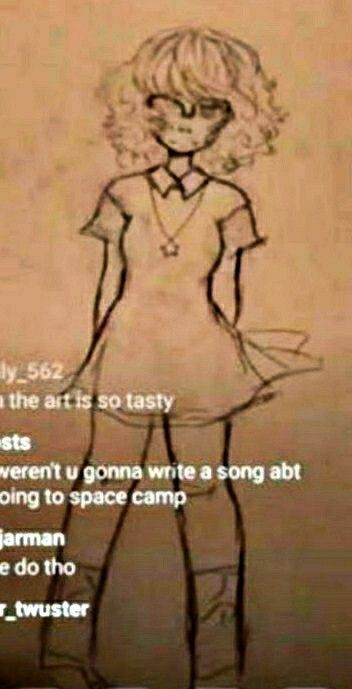 ly_562
the art is so tasty
sts
weren't u gonna write a song abt
oing to space camp
jarman
e do tho
r_twuster